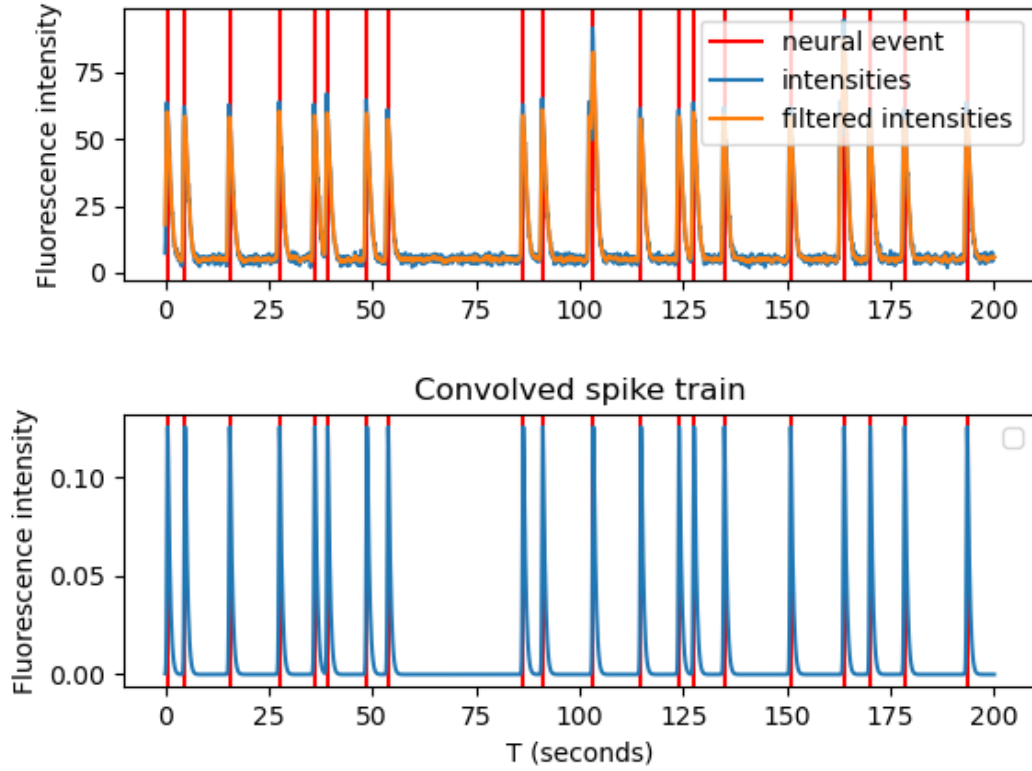 Fluorescence intensity
75
50
25
0
neural event
intensities
filtered intensities
0 25 50 75 100 125 150 175 200
Convolved spike train
Fluorescence intensity
0.10
0.05
0.00
0 25 50 75 100 125 150 175 200
T (seconds)